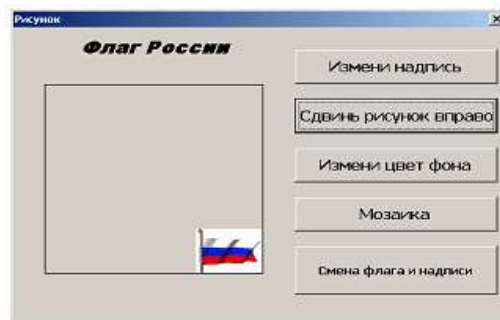 Рисунок
Флаг России
Измени надпись
Сдвинь рисунок вправо
Измени цвет фона
Мозаика
Смена флага и надписи